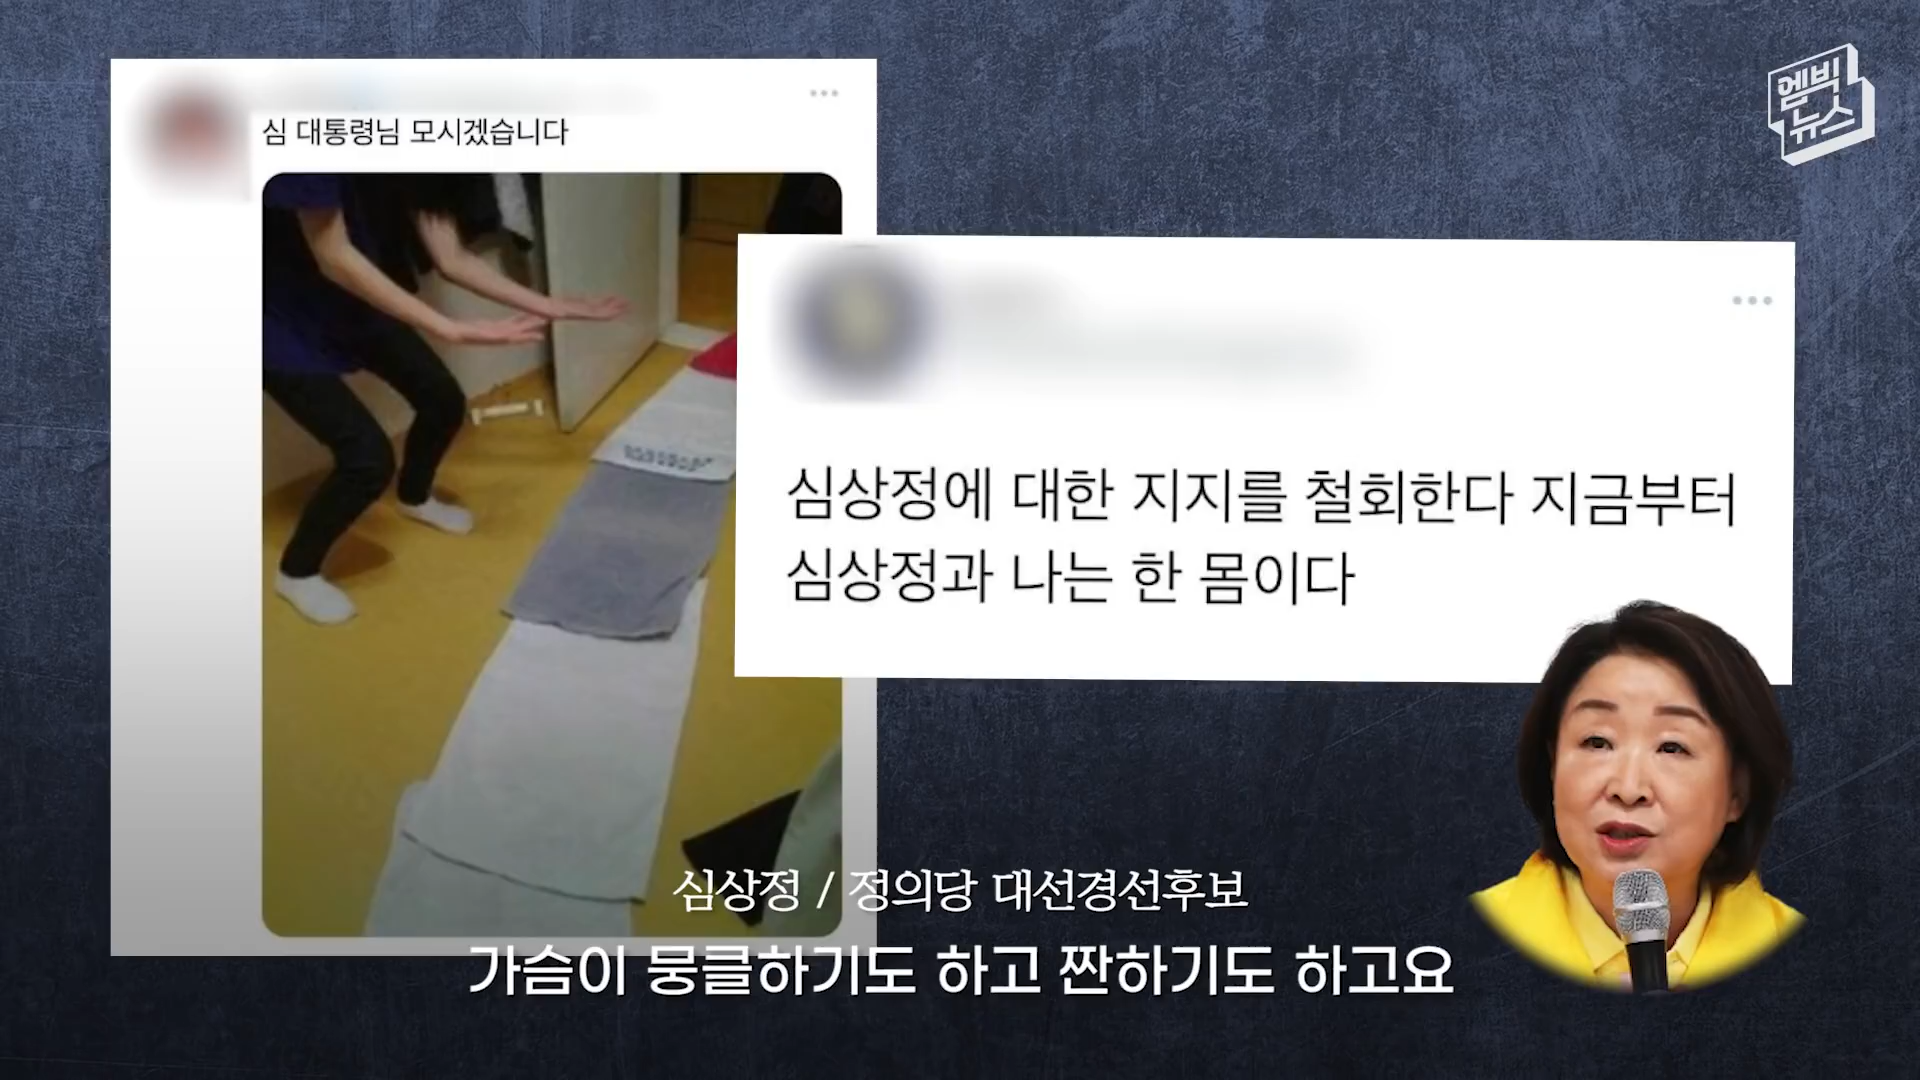 엠빅
뉴스
심 대통령님 모시겠습니다
심상정에 대한 지지를 철회한다 지금부터
심상정과 나는 한 몸이다
심상정 / 정의당 대선경선후보
가슴이 뭉클하기도 하고 짠하기도 하고요